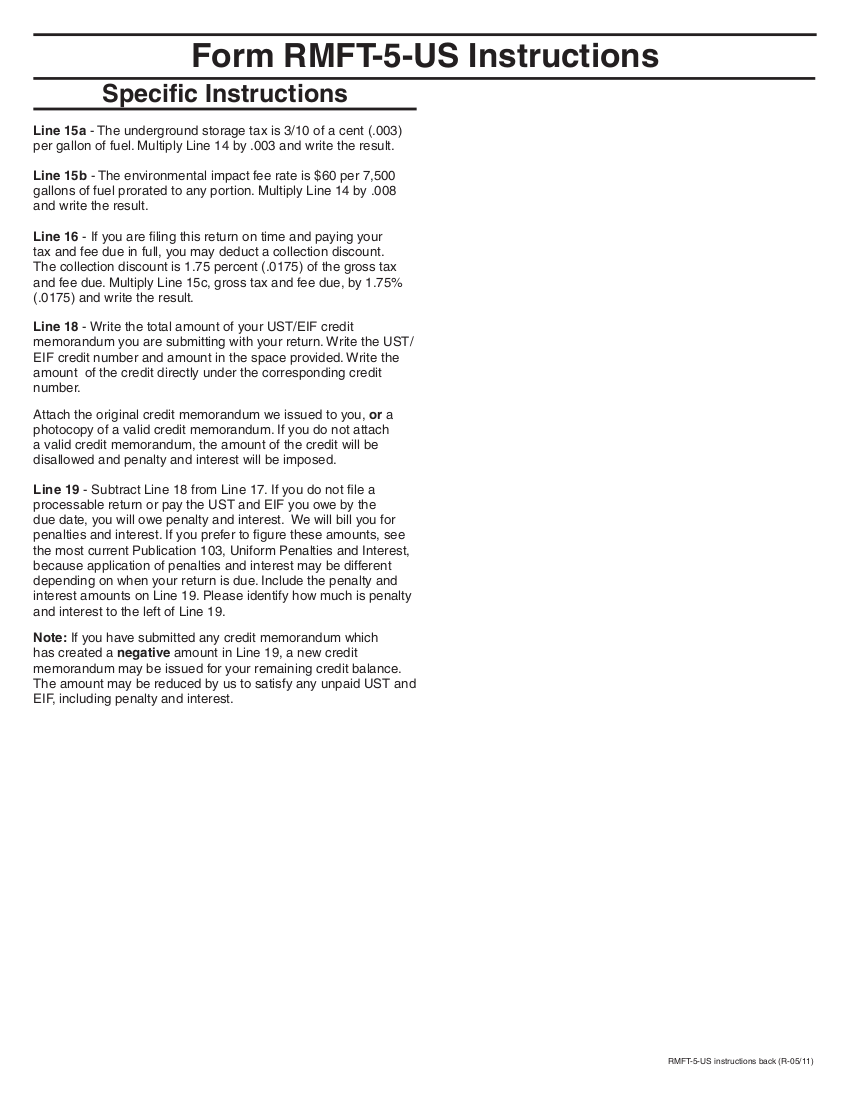 Form RMFT-5-US Instructions
Specific Instructions
Line 15a - The underground storage tax is 3/10 of a cent (.003)
per gallon of fuel. Multiply Line 14 by .003 and write the result.
Line 15b - The environmental impact fee rate is $60 per 7,500
gallons of fuel prorated to any portion. Multiply Line 14 by .008
and write the result.
Line 16 - If you are filing this return on time and paying your
tax and fee due in full, you may deduct a collection discount.
The collection discount is 1.75 percent (.0175) of the gross tax
and fee due. Multiply Line 15c, gross tax and fee due, by 1.75%
(.0175) and write the result.
Line 18 - Write the total amount of your UST/EIF credit
memorandum you are submitting with your return. Write the UST/
EIF credit number and amount in the space provided. Write the
amount  of the credit directly under the corresponding credit
number.
Attach the original credit memorandum we issued to you, or a
photocopy of a valid credit memorandum. If you do not attach
a valid credit memorandum, the amount of the credit will be
disallowed and penalty and interest will be imposed.
Line 19 - Subtract Line 18 from Line 17. If you do not file a
processable return or pay the UST and EIF you owe by the
due date, you will owe penalty and interest.  We will bill you for
penalties and interest. If you prefer to figure these amounts, see
the most current Publication 103, Uniform Penalties and Interest,
because application of penalties and interest may be different
depending on when your return is due. Include the penalty and
interest amounts on Line 19. Please identify how much is penalty
and interest to the left of Line 19.
Note: If you have submitted any credit memorandum which
has created a negative amount in Line 19, a new credit
memorandum may be issued for your remaining credit balance.
The amount may be reduced by us to satisfy any unpaid UST and
EIF, including penalty and interest.
RMFT-5-US instructions back (R-05/11)